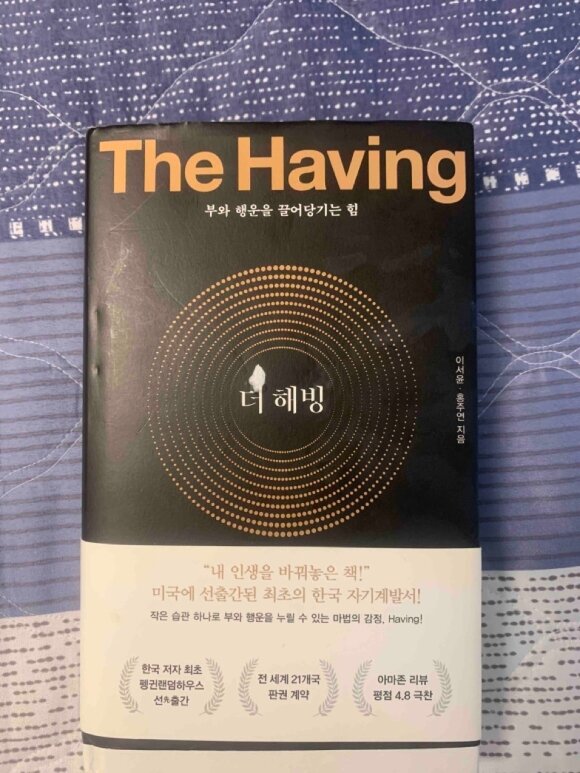 The Having
부와 행운을 끌어당기는 힘
더 해빙
이서윤 · 홍주연 지음
“내 인생을 바꿔놓은 책!”
미국에 선출간된 최초의 한국 자기계발서!
작은 습관 하나로 부와 행운을 누릴 수 있는 마법의 감정, Having!
한국 저자 최초
펭귄랜덤하우스
선先출간
전 세계 21개국
판권 계약
아마존 리뷰
평점 4.8 극찬